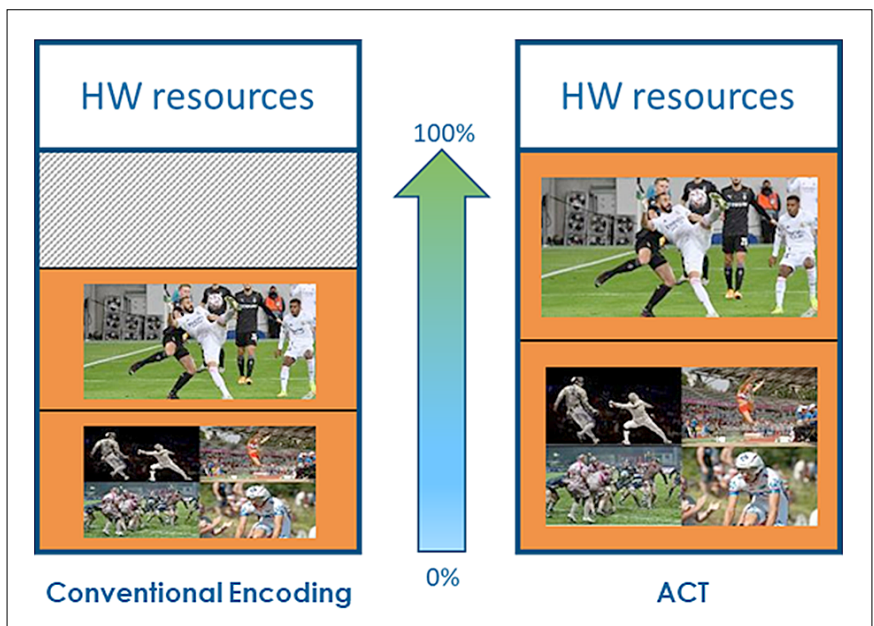 HW resources
HW resources
100%
0%
Conventional Encoding
ACT